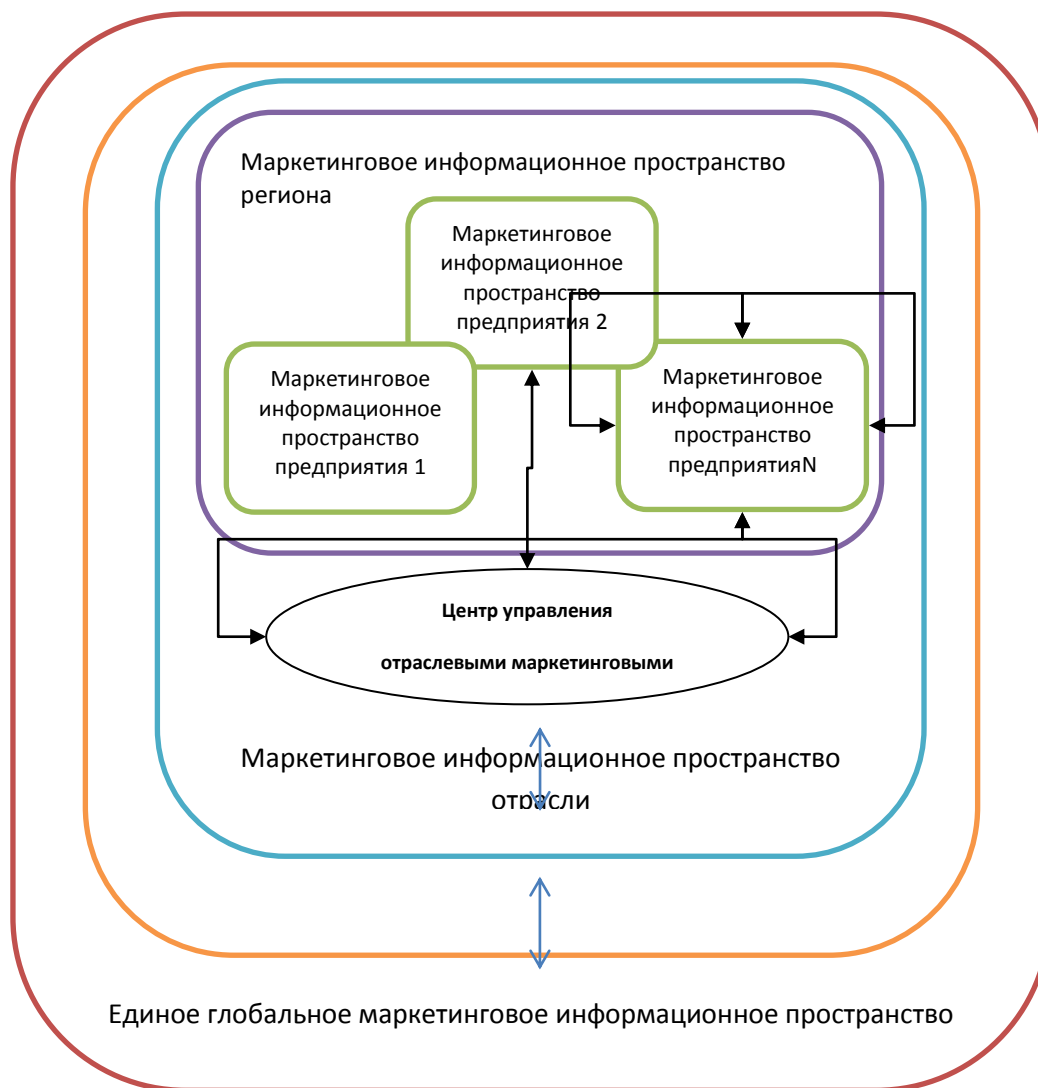 Маркетинговое информационное пространство
региона
Маркетинговое
информационное
пространство
предприятия 2
Маркетинговое
информационное
пространство
предприятия 1
Маркетинговое
информационное
пространство
предприятияN
Центр управления
отраслевыми маркетинговыми
Маркетинговое информационное пространство
отрасли
Единое глобальное маркетинговое информационное пространство